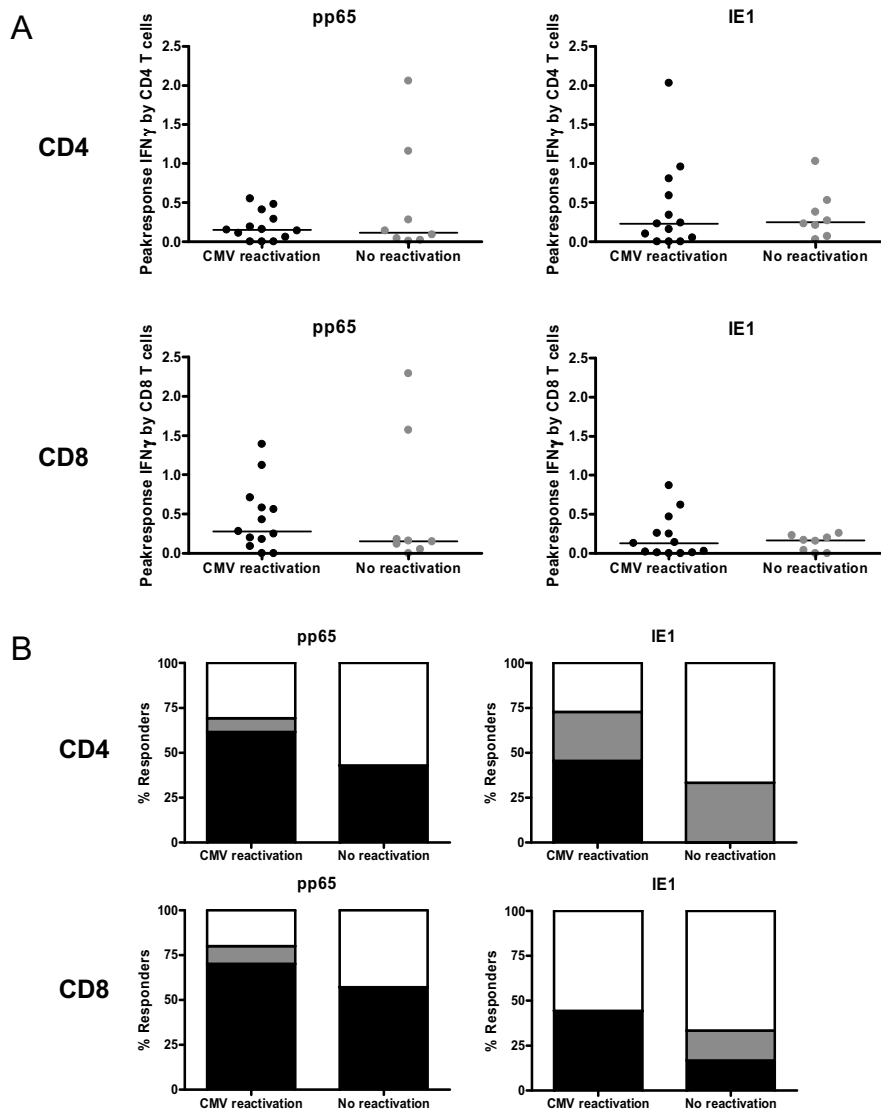 A
pp65
IE1
CD4
Peakresponse IFNγ by CD4 T cells
2.5
2.0
1.5
1.0
0.5
0.0
CMV reactivation
No reactivation
Peakresponse IFNγ by CD4 T cells
2.5
2.0
1.5
1.0
0.5
0.0
CMV reactivation
No reactivation
pp65
IE1
CD8
Peakresponse IFNγ by CD8 T cells
2.5
2.0
1.5
1.0
0.5
0.0
CMV reactivation
No reactivation
Peakresponse IFNγ by CD8 T cells
2.5
2.0
1.5
1.0
0.5
0.0
CMV reactivation
No reactivation
B
pp65
IE1
CD4
% Responders
100
75
50
25
0
CMV reactivation
No reactivation
% Responders
100
75
50
25
0
CMV reactivation
No reactivation
pp65
IE1
CD8
% Responders
100
75
50
25
0
CMV reactivation
No reactivation
% Responders
100
75
50
25
0
CMV reactivation
No reactivation